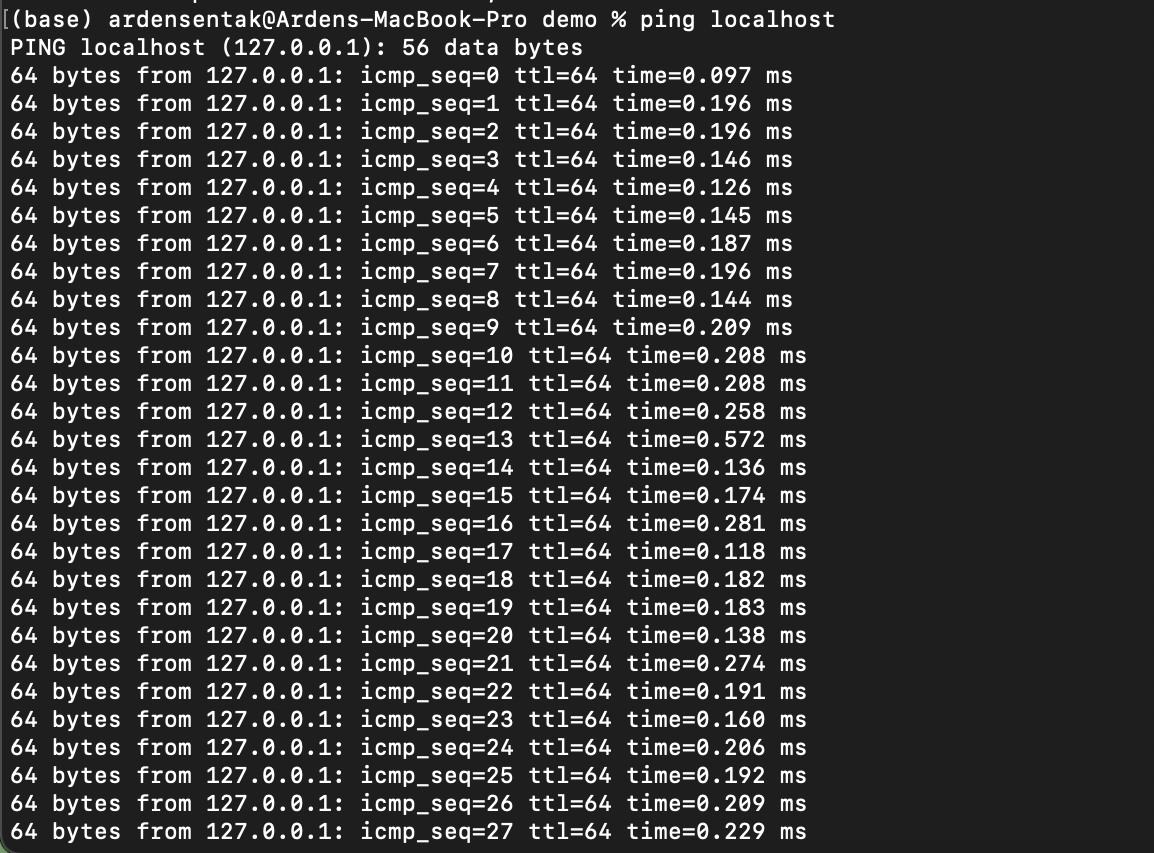 [(base) ardensentak@Ardens-MacBook-Pro demo % ping localhost
PING localhost (127.0.0.1): 56 data bytes
64 bytes from 127.0.0.1: icmp_seq=0 ttl=64 time=0.097 ms
64 bytes from 127.0.0.1: icmp_seq=1 ttl=64 time=0.196 ms
64 bytes from 127.0.0.1: icmp_seq=2 ttl=64 time=0.196 ms
64 bytes from 127.0.0.1: icmp_seq=3 ttl=64 time=0.146 ms
64 bytes from 127.0.0.1: icmp_seq=4 ttl=64 time=0.126 ms
64 bytes from 127.0.0.1: icmp_seq=5 ttl=64 time=0.145 ms
64 bytes from 127.0.0.1: icmp_seq=6 ttl=64 time=0.187 ms
64 bytes from 127.0.0.1: icmp_seq=7 ttl=64 time=0.196 ms
64 bytes from 127.0.0.1: icmp_seq=8 ttl=64 time=0.144 ms
64 bytes from 127.0.0.1: icmp_seq=9 ttl=64 time=0.209 ms
64 bytes from 127.0.0.1: icmp_seq=10 ttl=64 time=0.208 ms
64 bytes from 127.0.0.1: icmp_seq=11 ttl=64 time=0.208 ms
64 bytes from 127.0.0.1: icmp_seq=12 ttl=64 time=0.258 ms
64 bytes from 127.0.0.1: icmp_seq=13 ttl=64 time=0.572 ms
64 bytes from 127.0.0.1: icmp_seq=14 ttl=64 time=0.136 ms
64 bytes from 127.0.0.1: icmp_seq=15 ttl=64 time=0.174 ms
64 bytes from 127.0.0.1: icmp_seq=16 ttl=64 time=0.281 ms
64 bytes from 127.0.0.1: icmp_seq=17 ttl=64 time=0.118 ms
64 bytes from 127.0.0.1: icmp_seq=18 ttl=64 time=0.182 ms
64 bytes from 127.0.0.1: icmp_seq=19 ttl=64 time=0.183 ms
64 bytes from 127.0.0.1: icmp_seq=20 ttl=64 time=0.138 ms
64 bytes from 127.0.0.1: icmp_seq=21 ttl=64 time=0.274 ms
64 bytes from 127.0.0.1: icmp_seq=22 ttl=64 time=0.191 ms
64 bytes from 127.0.0.1: icmp_seq=23 ttl=64 time=0.160 ms
64 bytes from 127.0.0.1: icmp_seq=24 ttl=64 time=0.206 ms
64 bytes from 127.0.0.1: icmp_seq=25 ttl=64 time=0.192 ms
64 bytes from 127.0.0.1: icmp_seq=26 ttl=64 time=0.209 ms
64 bytes from 127.0.0.1: icmp_seq=27 ttl=64 time=0.229 ms